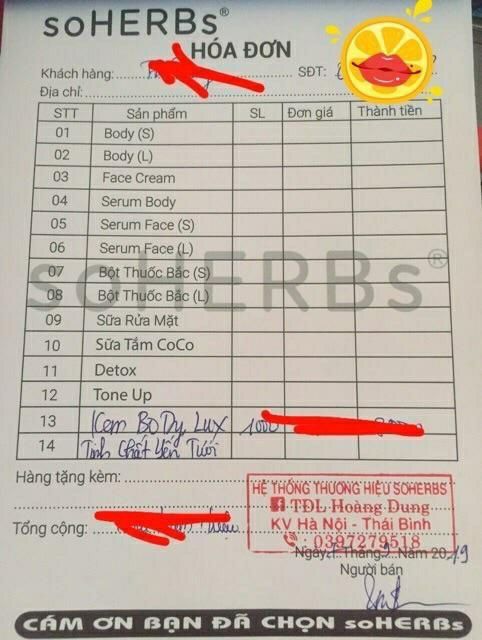 soHERBs®
HÓA ĐƠN
Khách hàng: SĐT:
Địa chỉ:
STT Sản phẩm SL Đơn giá Thành tiền
01 Body (S)
02 Body (L)
03 Face Cream
04 Serum Body
05 Serum Face (S)
06 Serum Face (L)
07 Bột Thuốc Bắc (S)
08 Bột Thuốc Bắc (L)
soHERBs®
09 Sữa Rửa Mặt
10 Sữa Tắm CoCo
11 Detox
12 Tone Up
13 Kem BoDy Lux 1000
14 Tinh Chất Yến Tươi
Hàng tặng kèm:
HỆ THỐNG THƯƠNG HIỆU SOHERBS
TĐL Hoàng Dung
KV Hà Nội - Thái Bình
0397279518
Tổng cộng:
Ngày Tháng Năm 2019
Người bán
CẢM ƠN BẠN ĐÃ CHỌN soHERBs